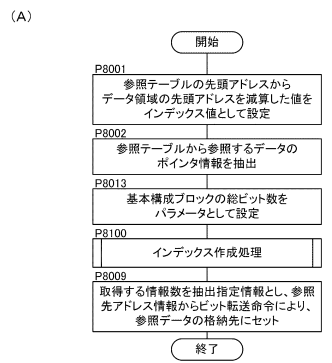 (A)
開始
P8001
参照テーブルの先頭アドレスから
データ領域の先頭アドレスを減算した値を
インデックス値として設定
P8002
参照テーブルから参照するデータの
ポインタ情報を抽出
P8013
基本構成ブロックの総ビット数を
パラメータとして設定
P8100
インデックス作成処理
P8009
取得する情報数を抽出指定情報とし、参照
先アドレス情報からビット転送命令により、
参照データの格納先にセット
終了